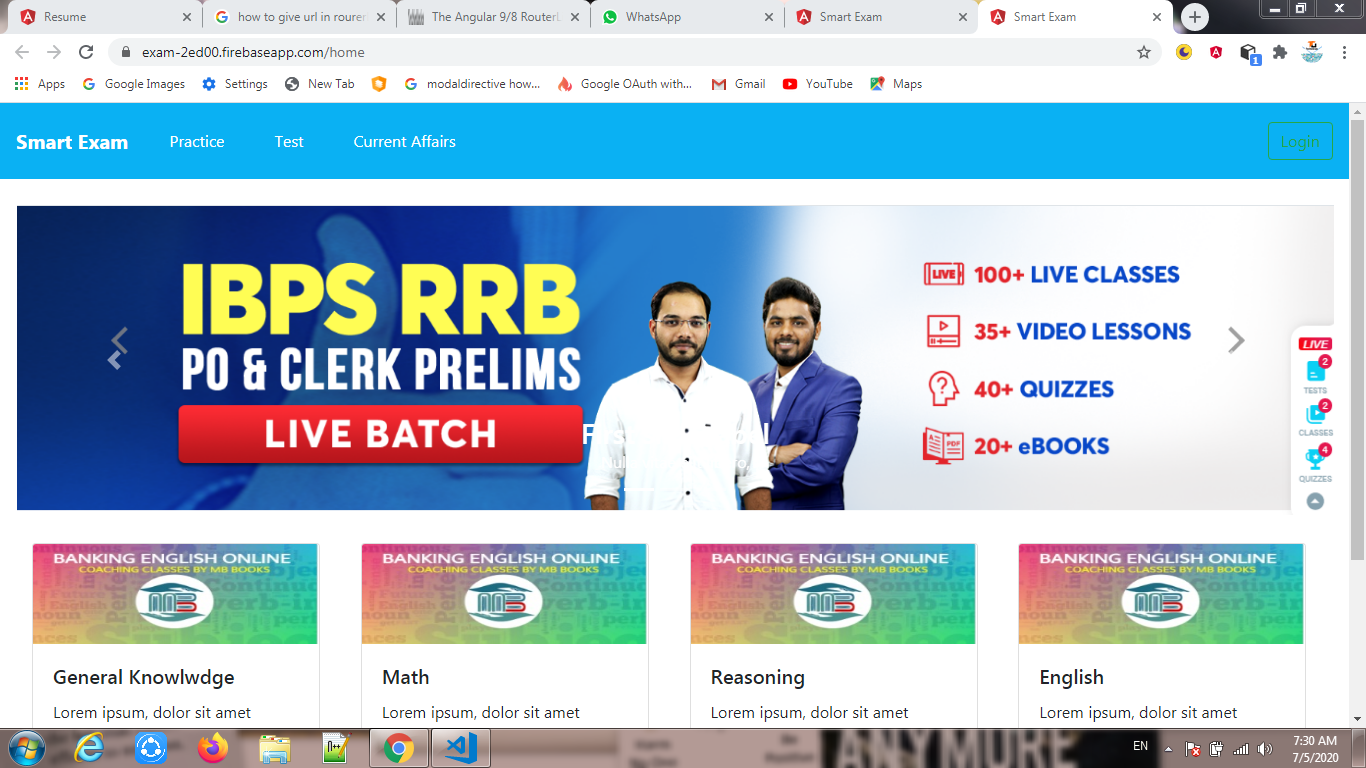 Resume
how to give url in rourer
The Angular 9/8 RouterL
WhatsApp
Smart Exam
Smart Exam
exam-2ed00.firebaseapp.com/home
Apps
Google Images
Settings
New Tab
modaldirective how...
Google OAuth with...
Gmail
YouTube
Maps
1
Smart Exam
Practice
Test
Current Affairs
Login
IBPS RRB
PO & CLERK PRELIMS
LIVE BATCH
LIVE 100+ LIVE CLASSES
35+ VIDEO LESSONS
40+ QUIZZES
PDF 20+ eBOOKS
LIVE
2
TESTS
2
CLASSES
4
QUIZZES
BANKING ENGLISH ONLINE
COACHING CLASSES BY MB BOOKS
General Knowlwdge
Lorem ipsum, dolor sit amet
BANKING ENGLISH ONLINE
COACHING CLASSES BY MB BOOKS
Math
Lorem ipsum, dolor sit amet
BANKING ENGLISH ONLINE
COACHING CLASSES BY MB BOOKS
Reasoning
Lorem ipsum, dolor sit amet
BANKING ENGLISH ONLINE
COACHING CLASSES BY MB BOOKS
English
Lorem ipsum, dolor sit amet
ANYMORE
EN
7:30 AM
7/5/2020